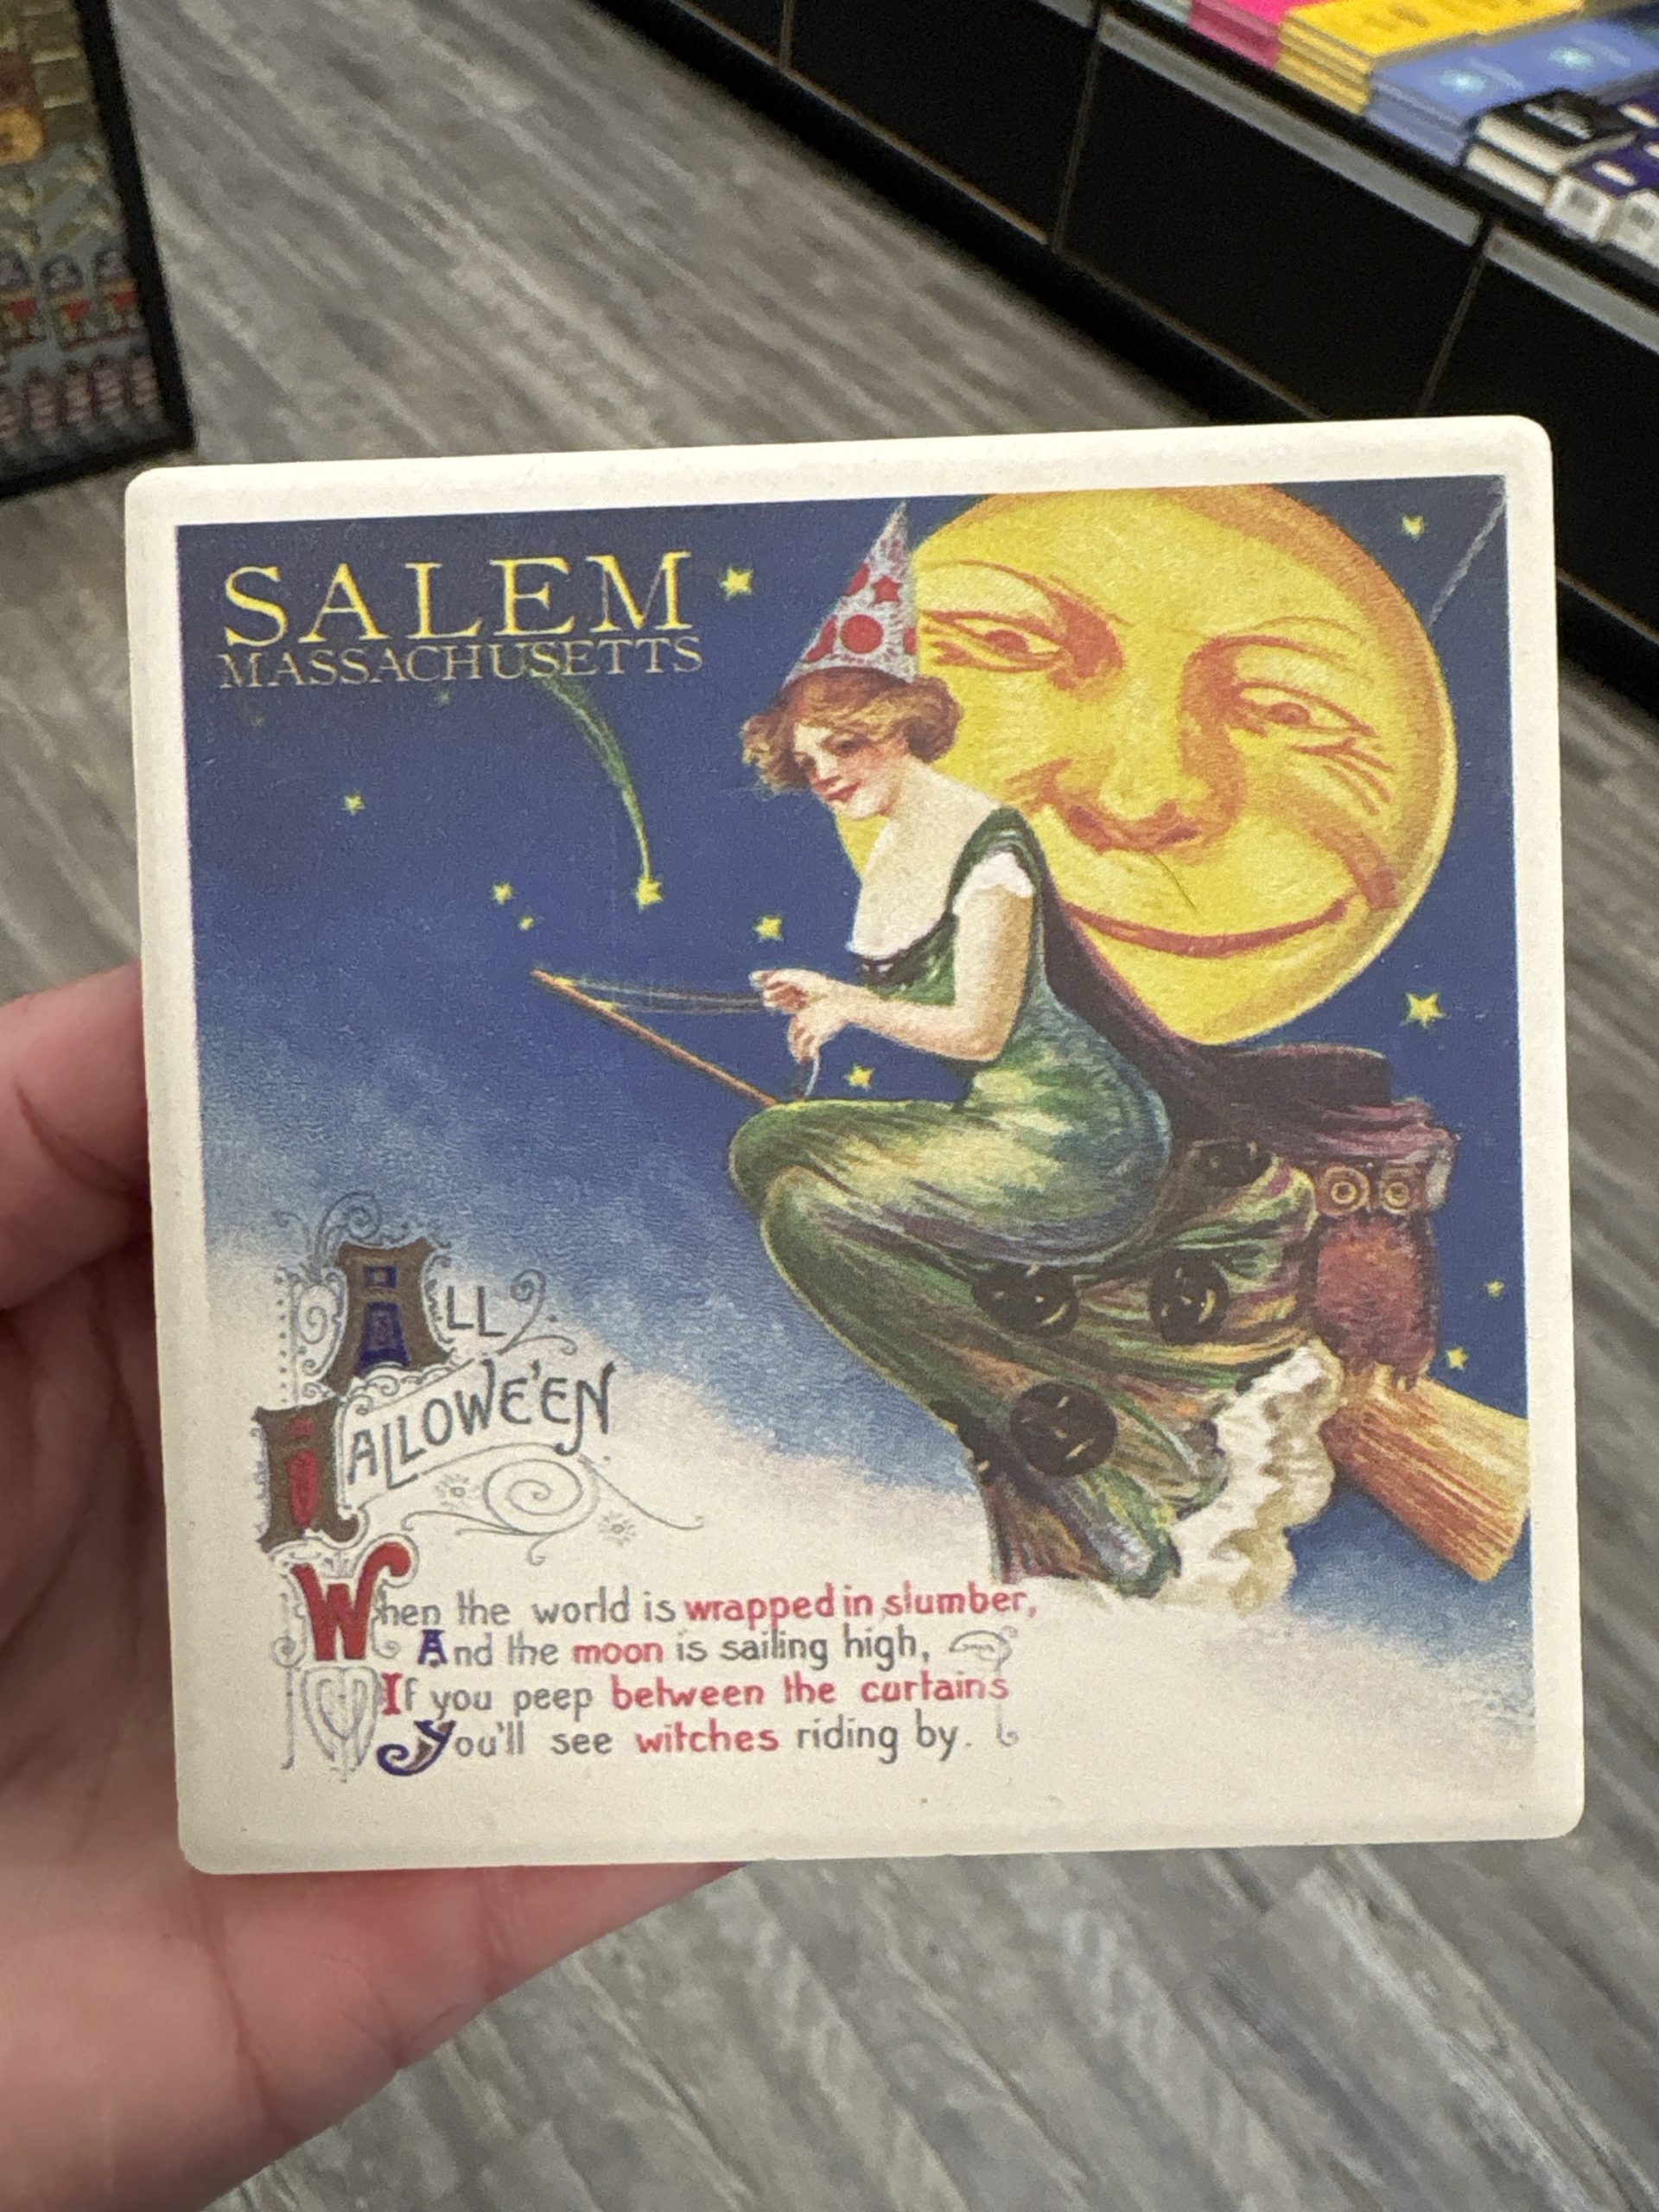 SALEM
MASSACHUSETTS
ALL
HALLOWE'EN
When the world is wrapped in slumber,
And the moon is sailing high,
If you peep between the curtains
You'll see witches riding by.